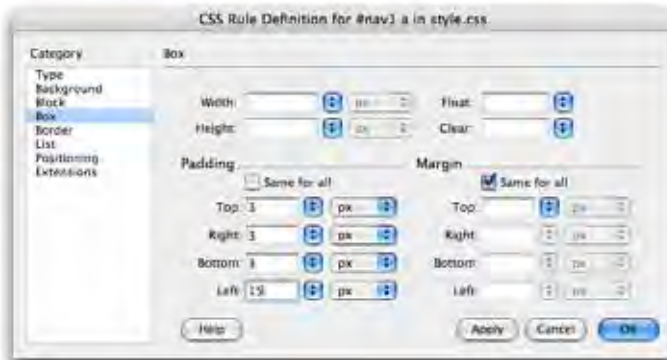 CSS Rule Definition for #nav1 a in style.css
Category
Box
Type
Background
Block
Box
Border
List
Positioning
Extensions
Width:
px
Float:
Height:
px
Clear:
Padding
Margin
Same for all
Same for all
Top: 3
px
Top:
px
Right: 3
px
Right:
px
Bottom: 3
px
Bottom:
px
Left: 15
px
Left:
px
Help
Apply
Cancel
OK